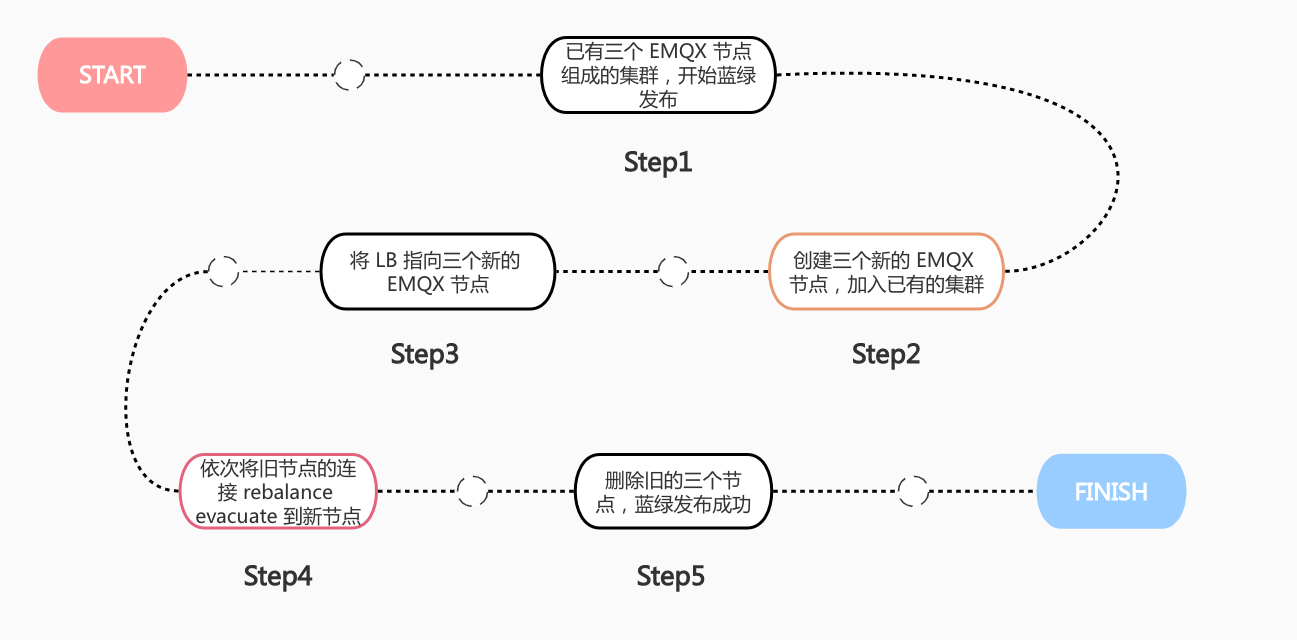 START
已有三个 EMQX 节点
组成的集群，开始蓝绿
发布
Step1
创建三个新的 EMQX
节点，加入已有的集群
Step2
将 LB 指向三个新的
EMQX 节点
Step3
依次将旧节点的连
接 rebalance
evacuate 到新节点
Step4
删除旧的三个节
点，蓝绿发布成功
Step5
FINISH